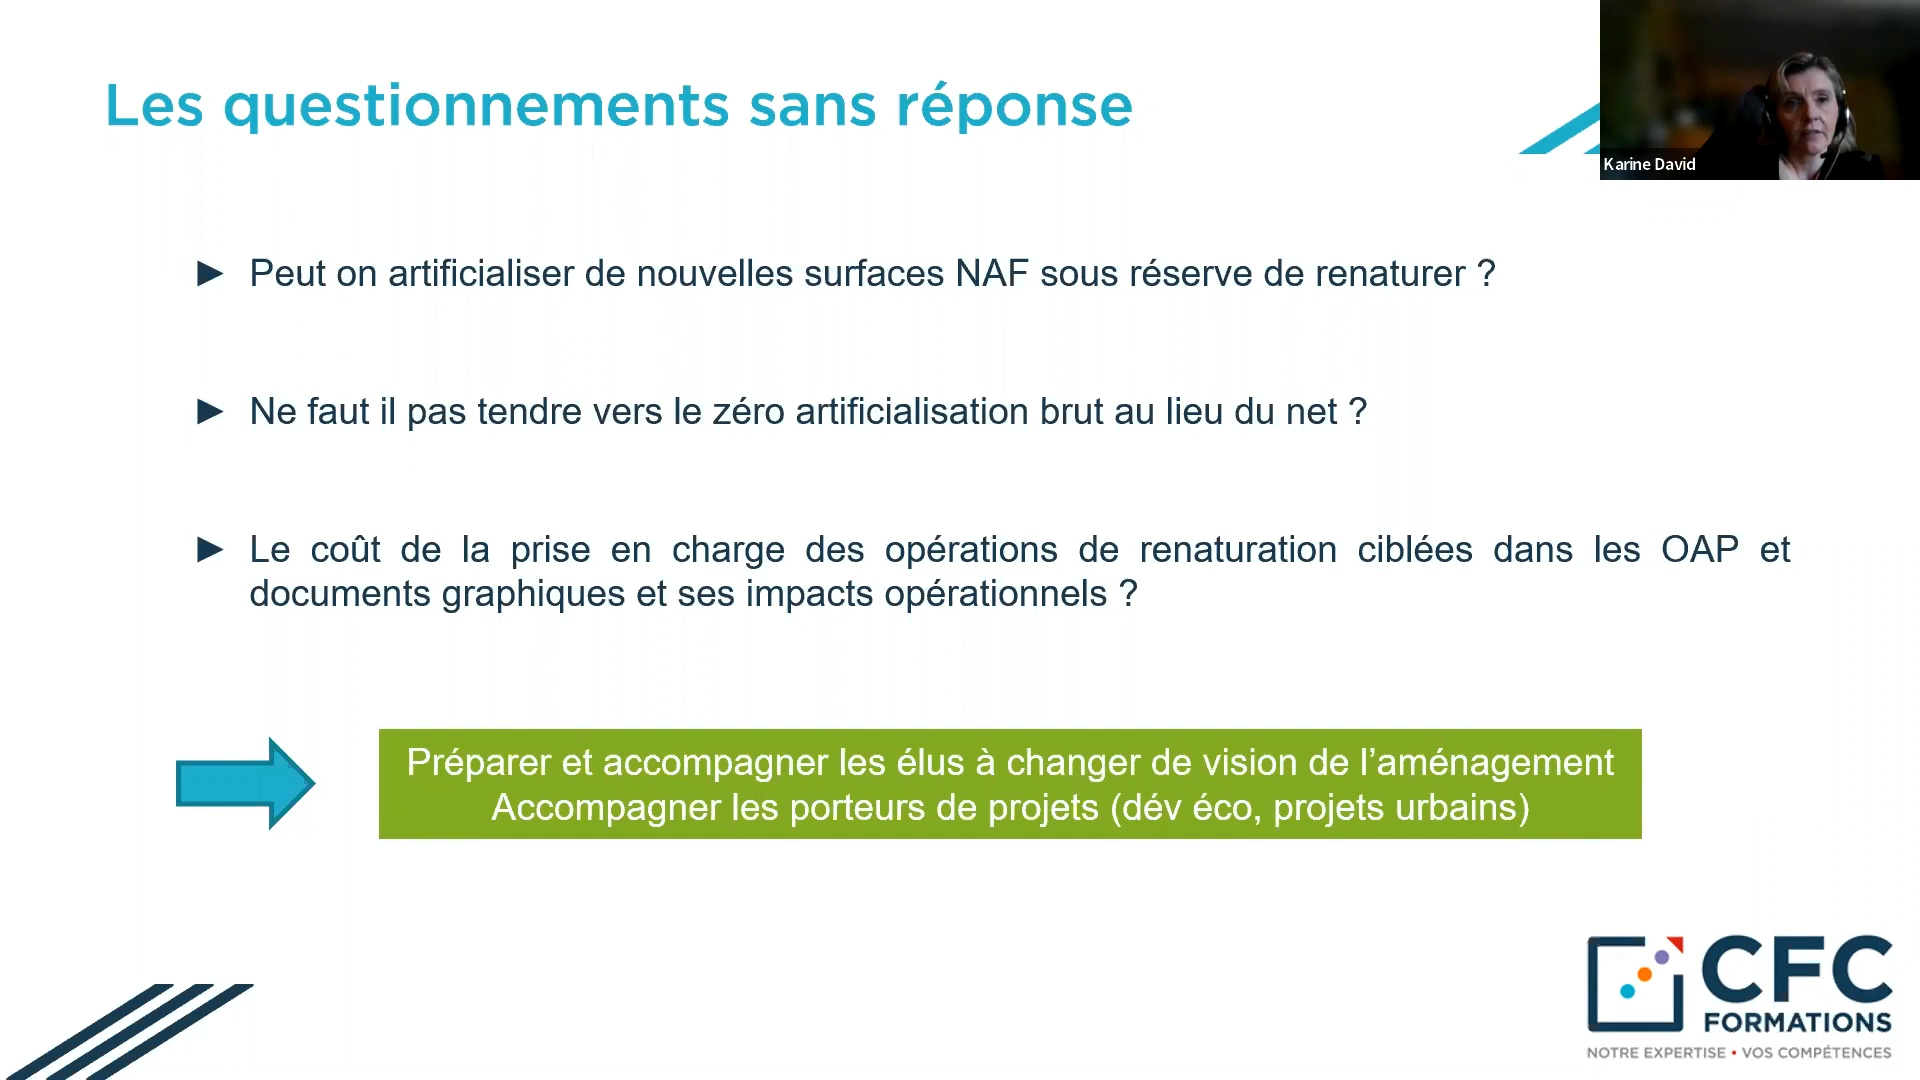 Les questionnements sans réponse
Karine David
► Peut on artificialiser de nouvelles surfaces NAF sous réserve de renaturer ?
► Ne faut il pas tendre vers le zéro artificialisation brut au lieu du net ?
► Le coût de la prise en charge des opérations de renaturation ciblées dans les OAP et
documents graphiques et ses impacts opérationnels ?
Préparer et accompagner les élus à changer de vision de l’aménagement
Accompagner les porteurs de projets (dév éco, projets urbains)
CFC
FORMATIONS
NOTRE EXPERTISE • VOS COMPÉTENCES